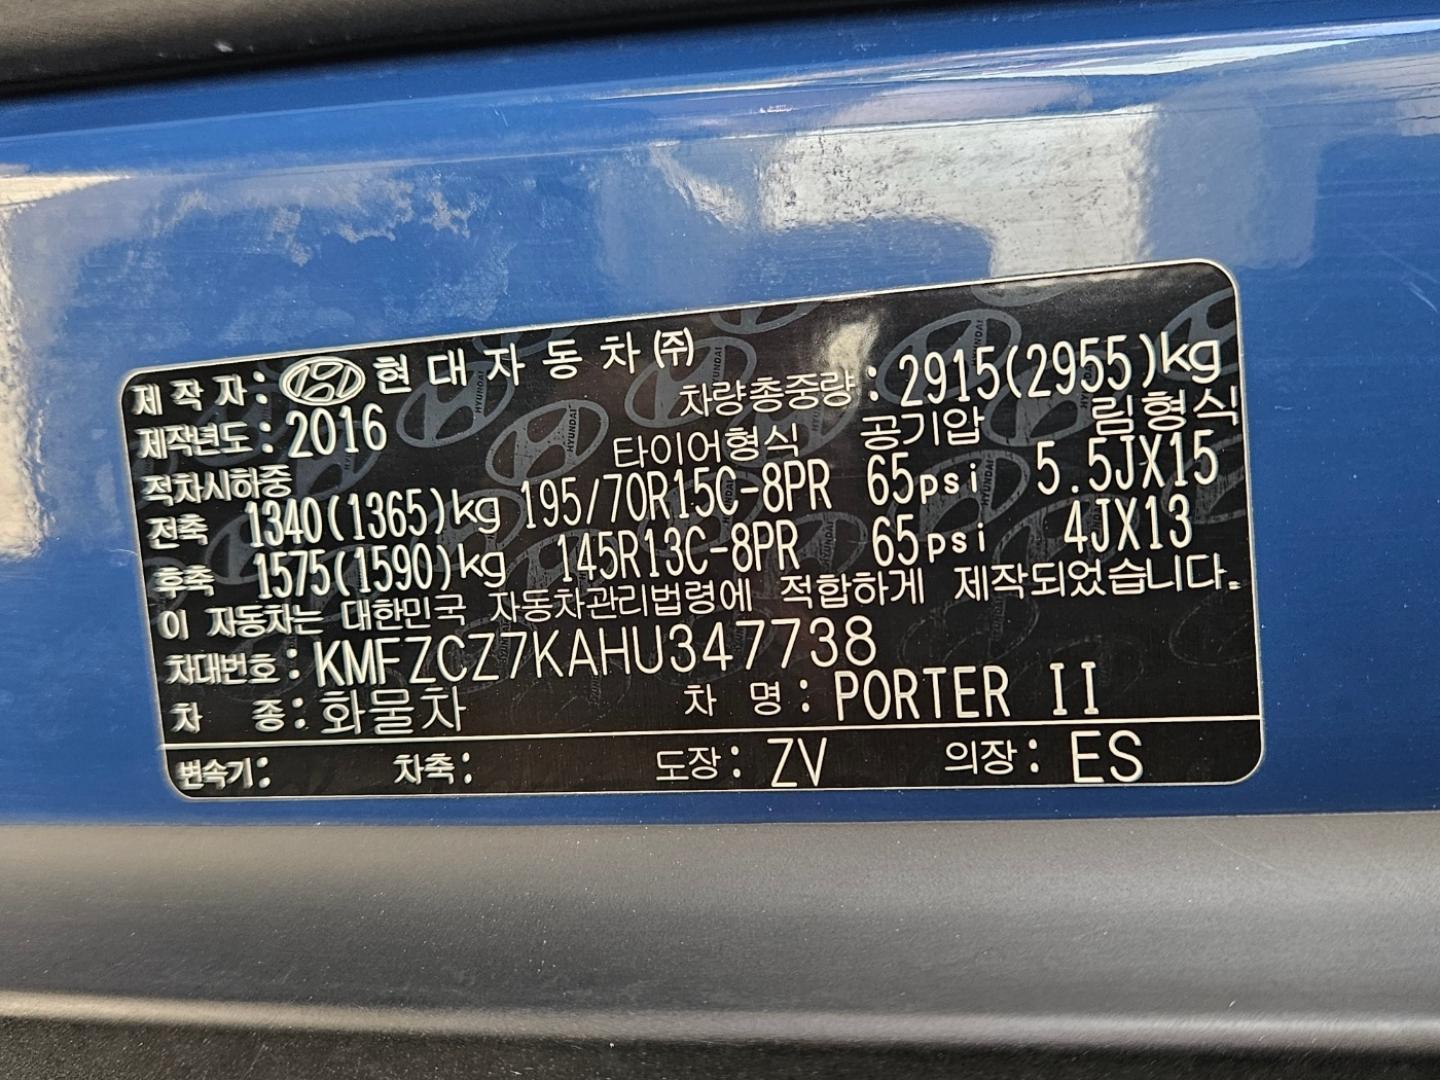 제작자: HYUNDAI 현대자동차(주)
제작년도: 2016 차량총중량: 2915(2955)kg
적차시하중 타이어형식 공기압 림형식
전축 1340(1365)kg 195/70R15C-8PR 65psi 5.5JX15
후축 1575(1590)kg 145R13C-8PR 65psi 4JX13
이 자동차는 대한민국 자동차관리법령에 적합하게 제작되었습니다.
차대번호: KMFZCZ7KAHU347738
차 종: 화물차 차 명: PORTER II
변속기: 차축: 도장: ZV 의장: ES